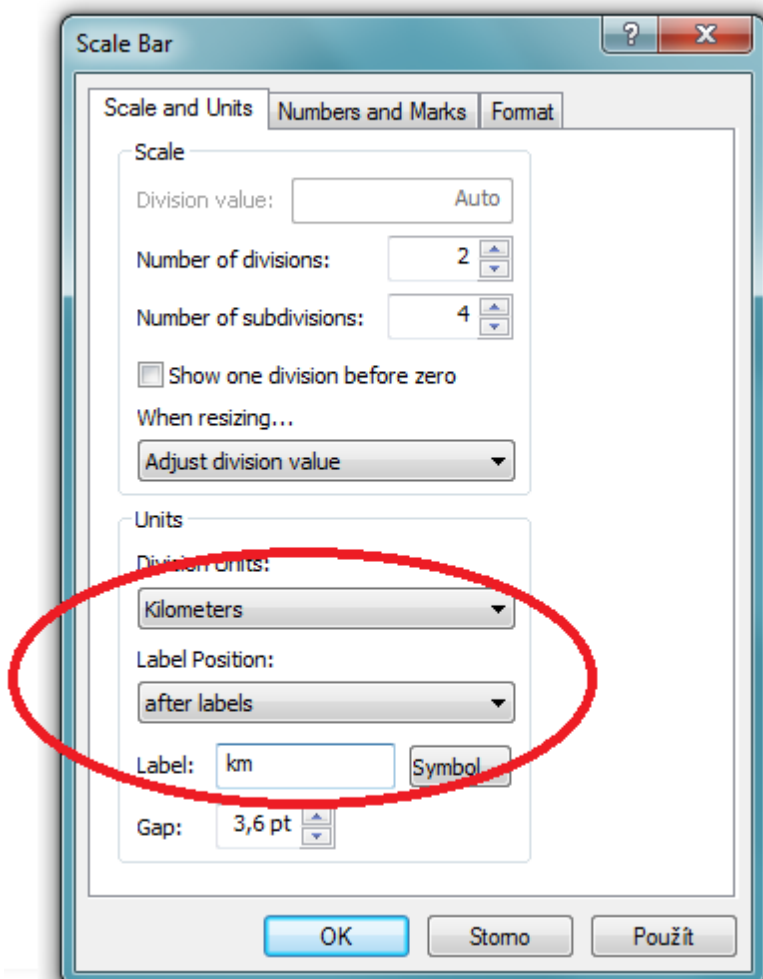 Scale Bar
Scale and Units Numbers and Marks Format
Scale
Division value: Auto
Number of divisions: 2
Number of subdivisions: 4
Show one division before zero
When resizing...
Adjust division value
Units
Division Units:
Kilometers
Label Position:
after labels
Label: km Symbol...
Gap: 3,6 pt
OK Storno Použít